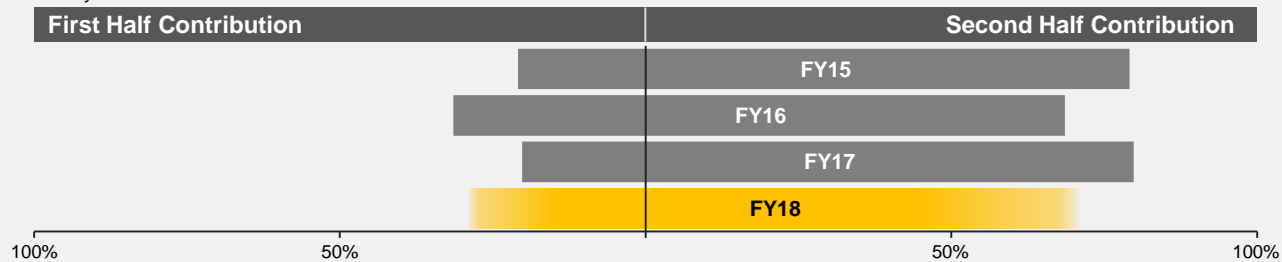 First Half Contribution Second Half Contribution
FY15
FY16
FY17
FY18
100% 50% 50% 100%